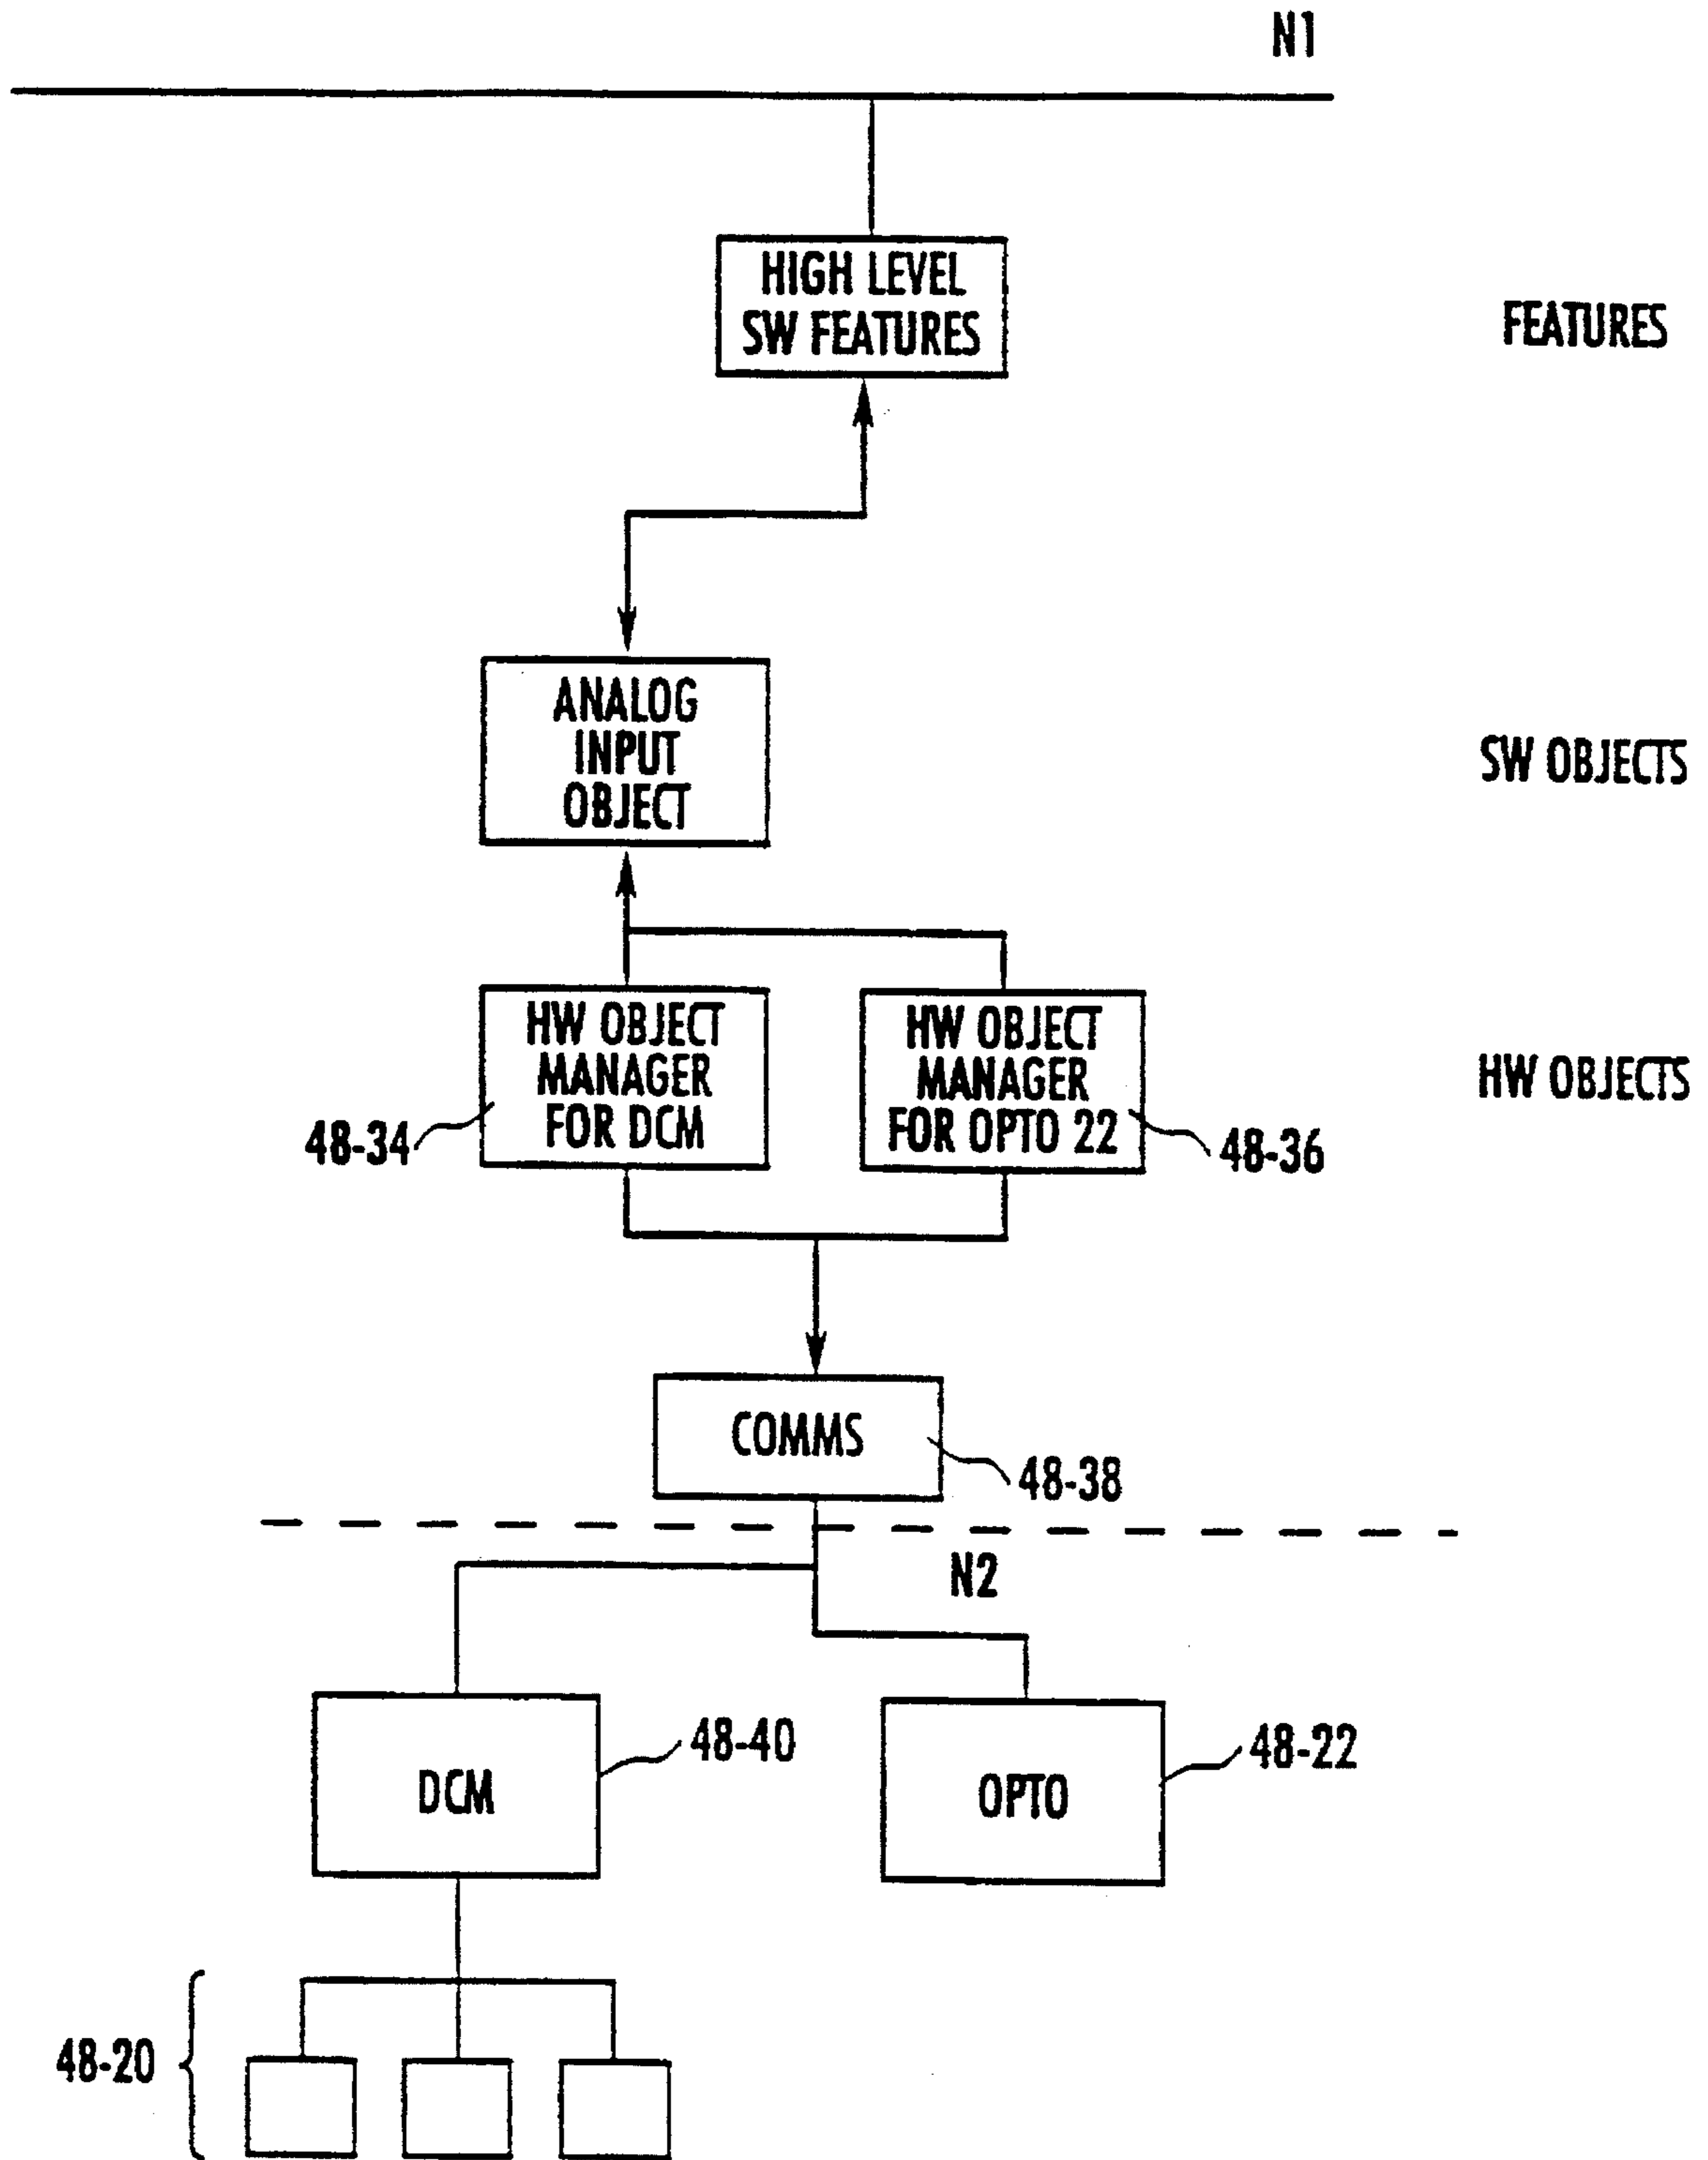 N1
HIGH LEVEL
SW FEATURES
FEATURES
ANALOG
INPUT
OBJECT
SW OBJECTS
HW OBJECT
MANAGER
FOR DCM
48-34
HW OBJECT
MANAGER
FOR OPTO 22
48-36
HW OBJECTS
COMMS
48-38
N2
DCM
48-40
OPTO
48-22
48-20